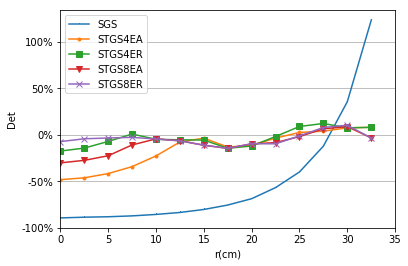 SGS
STGS4EA
STGS4ER
STGS8EA
STGS8ER
100%
50%
0%
-50%
-100%
Det
0 5 10 15 20 25 30 35
r(cm)